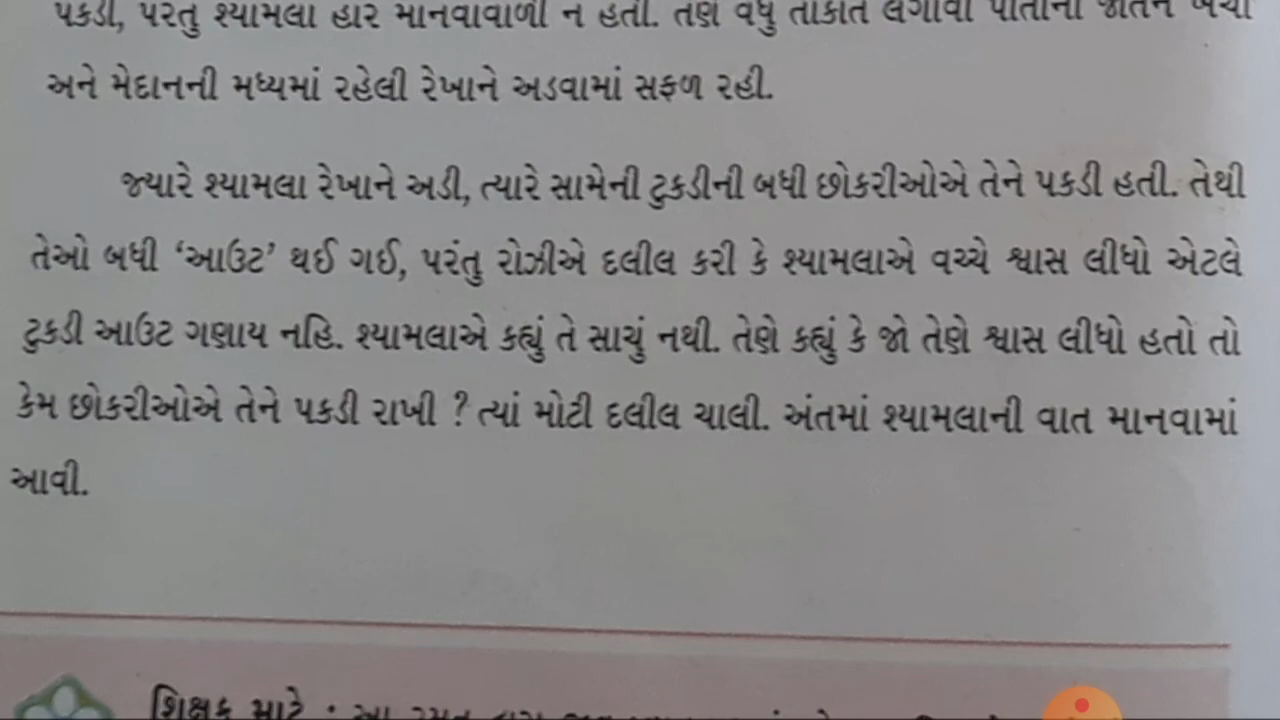 પકડી, પરંતુ શ્યામલા હાર માનવાવાળી ન હતી. તેણે વધુ તાકાત લગાવી પોતાની જાતને
અને મેદાનની મધ્યમાં રહેલી રેખાને અડવામાં સફળ રહી.
જ્યારે શ્યામલા રેખાને અડી, ત્યારે સામેની ટુકડીની બધી છોકરીઓએ તેને પકડી હતી. તેથી
તેઓ બધી ‘આઉટ’ થઈ ગઈ, પરંતુ રોઝીએ દલીલ કરી કે શ્યામલાએ વચ્ચે શ્વાસ લીધો એટલે
ટુકડી આઉટ ગણાય નહિ. શ્યામલાએ કહ્યું તે સાચું નથી. તેણે કહ્યું કે જો તેણે શ્વાસ લીધો હતો તો
કેમ છોકરીઓએ તેને પકડી રાખી ? ત્યાં મોટી દલીલ ચાલી. અંતમાં શ્યામલાની વાત માનવામાં
આવી.
શિક્ષક માટે : આ રમત